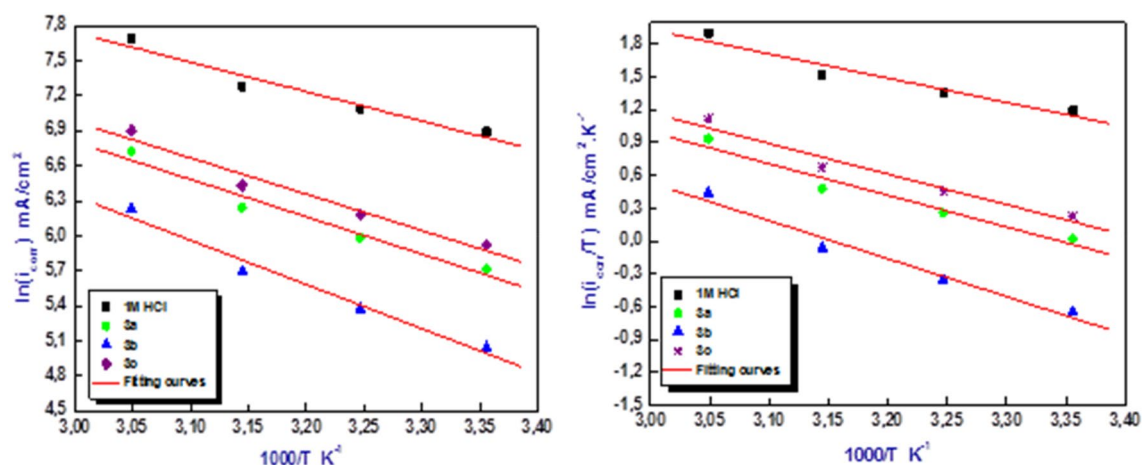 7,8
7,5
7,2
6,9
6,6
6,3
6,0
5,7
5,4
5,1
4,8
4,5
ln(i_corr) mA/cm²
1M HCl
3a
3b
3c
Fitting curves
3,00 3,05 3,10 3,15 3,20 3,25 3,30 3,35 3,40
1000/T K⁻¹
1,8
1,5
1,2
0,9
0,6
0,3
0,0
-0,3
-0,6
-0,9
-1,2
-1,5
ln(i_corr/T) mA/cm².K⁻¹
1M HCl
3a
3b
3c
Fitting curves
3,00 3,05 3,10 3,15 3,20 3,25 3,30 3,35 3,40
1000/T K⁻¹